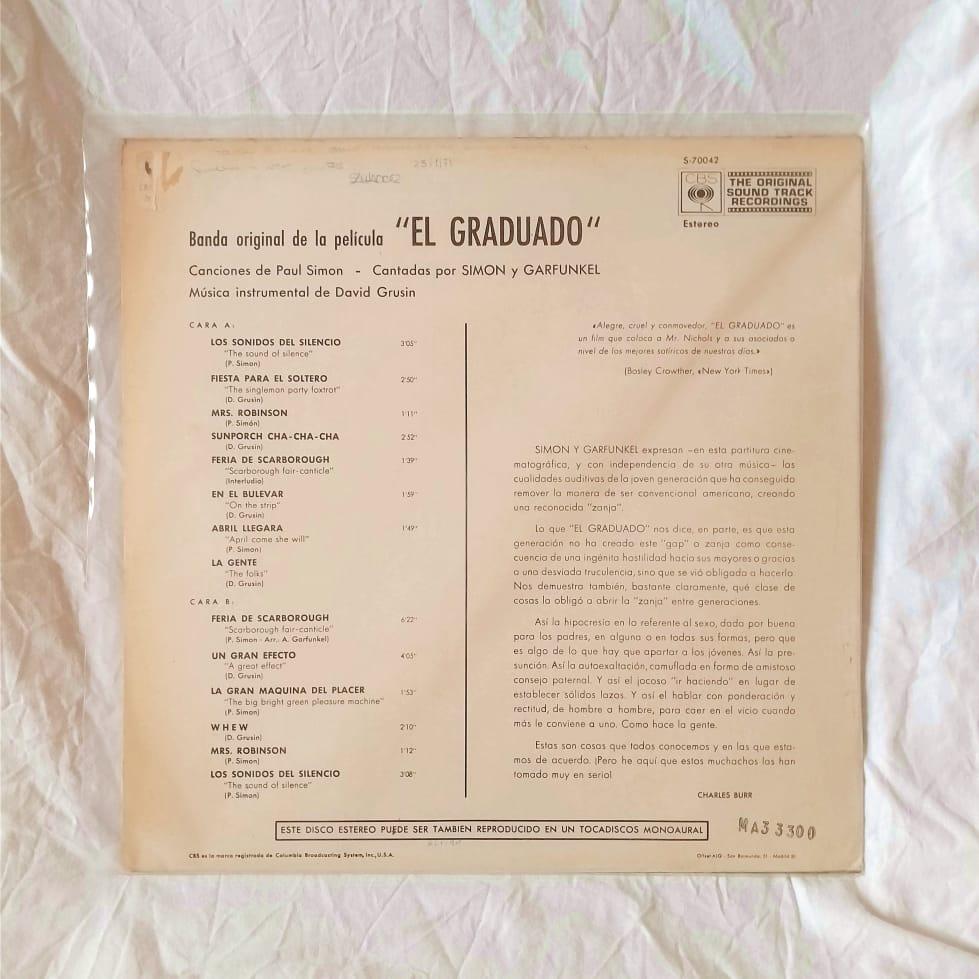 23/1/71
S-70042
CBS
THE ORIGINAL
SOUND TRACK
RECORDINGS
Estereo
Banda original de la película "EL GRADUADO"
Canciones de Paul Simon - Cantadas por SIMON y GARFUNKEL
Música instrumental de David Grusin
CARA A:
LOS SONIDOS DEL SILENCIO 3'05"
"The sound of silence"
(P. Simon)
FIESTA PARA EL SOLTERO 2'50"
"The singleman party foxtrot"
(D. Grusin)
MRS. ROBINSON 1'11"
(P. Simón)
SUNPORCH CHA-CHA-CHA 2'52"
(D. Grusin)
FERIA DE SCARBOROUGH 1'39"
"Scarborough fair-canticle"
(Interludio)
EN EL BULEVAR 1'59"
"On the strip"
(D. Grusin)
ABRIL LLEGARA 1'49"
"April come she will"
(P. Simon)
LA GENTE
"The folks"
(D. Grusin)
CARA B:
FERIA DE SCARBOROUGH 6'22"
"Scarborough fair-canticle"
(P. Simon - Arr.: A. Garfunkel)
UN GRAN EFECTO 4'05"
"A great effect"
(D. Grusin)
LA GRAN MAQUINA DEL PLACER 1'53"
"The big bright green pleasure machine"
(P. Simon)
WHEW 2'10"
(D. Grusin)
MRS. ROBINSON 1'12"
(P. Simon)
LOS SONIDOS DEL SILENCIO 3'08"
"The sound of silence"
(P. Simon)
«Alegre, cruel y conmovedor, "EL GRADUADO" es
un film que coloca a Mr. Nichols y a sus asociados a
nivel de los mejores satíricos de nuestros días.»
(Bosley Crowther, «New York Times»)
SIMON Y GARFUNKEL expresan -en esta partitura cine-
matográfica, y con independencia de su otra música- las
cualidades auditivas de la joven generación que ha conseguido
remover la manera de ser convencional americana, creando
una reconocida "zanja".
Lo que "EL GRADUADO" nos dice, en parte, es que esta
generación no ha creado este "gap" o zanja como conse-
cuencia de una ingénita hostilidad hacia sus mayores o gracias
a una desviada truculencia, sino que se vió obligada a hacerlo.
Nos demuestra también, bastante claramente, qué clase de
cosas la obligó a abrir la "zanja" entre generaciones.
Así la hipocresía en lo referente al sexo, dado por bueno
para los padres, en alguna o en todas sus formas, pero que
es algo de lo que hay que apartar a los jóvenes. Así la pre-
sunción. Así la autoexaltación, camuflada en forma de amistoso
consejo paternal. Y así el jocoso "ir haciendo" en lugar de
establecer sólidos lazos. Y así el hablar con ponderación y
rectitud, de hombre a hombre, para caer en el vicio cuando
más le conviene a uno. Como hace la gente.
Estas son cosas que todos conocemos y en las que esta-
mos de acuerdo. ¡Pero he aquí que estos muchachos las han
tomado muy en serio!
CHARLES BURR
ESTE DISCO ESTEREO PUEDE SER TAMBIEN REPRODUCIDO EN UN TOCADISCOS MONOAURAL
MA33300
CBS es la marca registrada de Columbia Broadcasting System, Inc., U.S.A.
Offset ALG - San Raimundo, 21 - Madrid